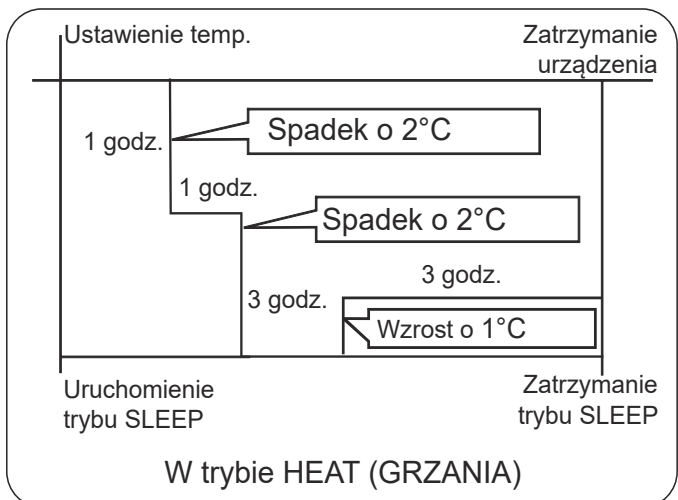 Ustawienie temp.
Zatrzymanie
urządzenia
1 godz.
Spadek o 2°C
1 godz.
Spadek o 2°C
3 godz.
3 godz.
Wzrost o 1°C
Uruchomienie
trybu SLEEP
Zatrzymanie
trybu SLEEP
W trybie HEAT (GRZANIA)